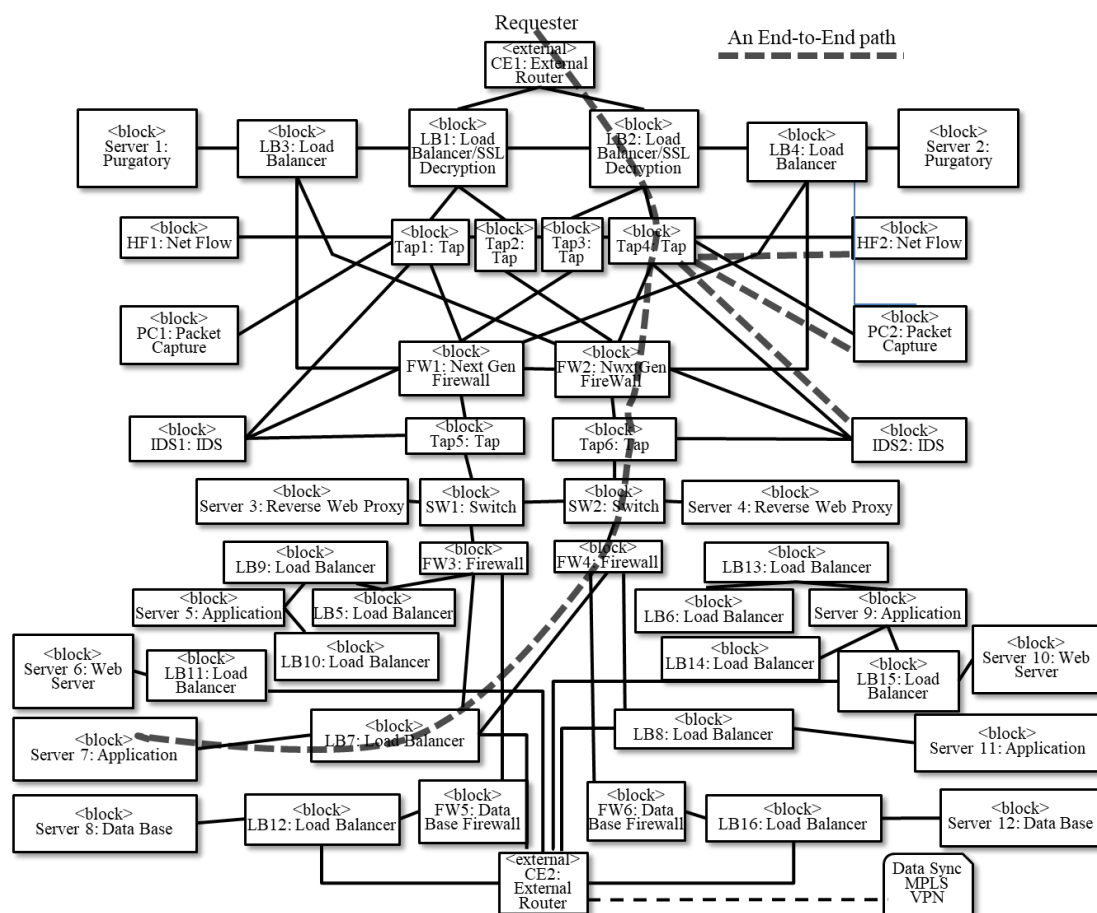 Requester
An End-to-End path
<external>
CE1: External
Router
<block>
Server 1:
Purgatory
<block>
LB3: Load
Balancer
<block>
LB1: Load
Balancer/SSL
Decryption
<block>
LB2: Load
Balancer/SSL
Decryption
<block>
LB4: Load
Balancer
<block>
Server 2:
Purgatory
<block>
HF1: Net Flow
<block>
Tap1: Tap
<block>
Tap2:
Tap
<block>
Tap3:
Tap
<block>
Tap4: Tap
<block>
HF2: Net Flow
<block>
PC1: Packet
Capture
<block>
FW1: Next Gen
Firewall
<block>
FW2: NwxtGen
FireWall
<block>
PC2: Packet
Capture
<block>
IDS1: IDS
<block>
Tap5: Tap
<block>
Tap6: Tap
<block>
IDS2: IDS
<block>
Server 3: Reverse Web Proxy
<block>
SW1: Switch
<block>
SW2: Switch
<block>
Server 4: Reverse Web Proxy
<block>
LB9: Load Balancer
<block>
FW3: Firewall
<block>
FW4: Firewall
<block>
LB13: Load Balancer
<block>
Server 5: Application
<block>
LB5: Load Balancer
<block>
LB6: Load Balancer
<block>
Server 9: Application
<block>
Server 6: Web
Server
<block>
LB11: Load
Balancer
<block>
LB10: Load Balancer
<block>
LB14: Load Balancer
<block>
LB15: Load
Balancer
<block>
Server 10: Web
Server
<block>
Server 7: Application
<block>
LB7: Load Balancer
<block>
LB8: Load Balancer
<block>
Server 11: Application
<block>
Server 8: Data Base
<block>
LB12: Load Balancer
<block>
FW5: Data
Base Firewall
<block>
FW6: Data
Base Firewall
<block>
LB16: Load Balancer
<block>
Server 12: Data Base
<external>
CE2:
External
Router
Data Sync
MPLS
VPN